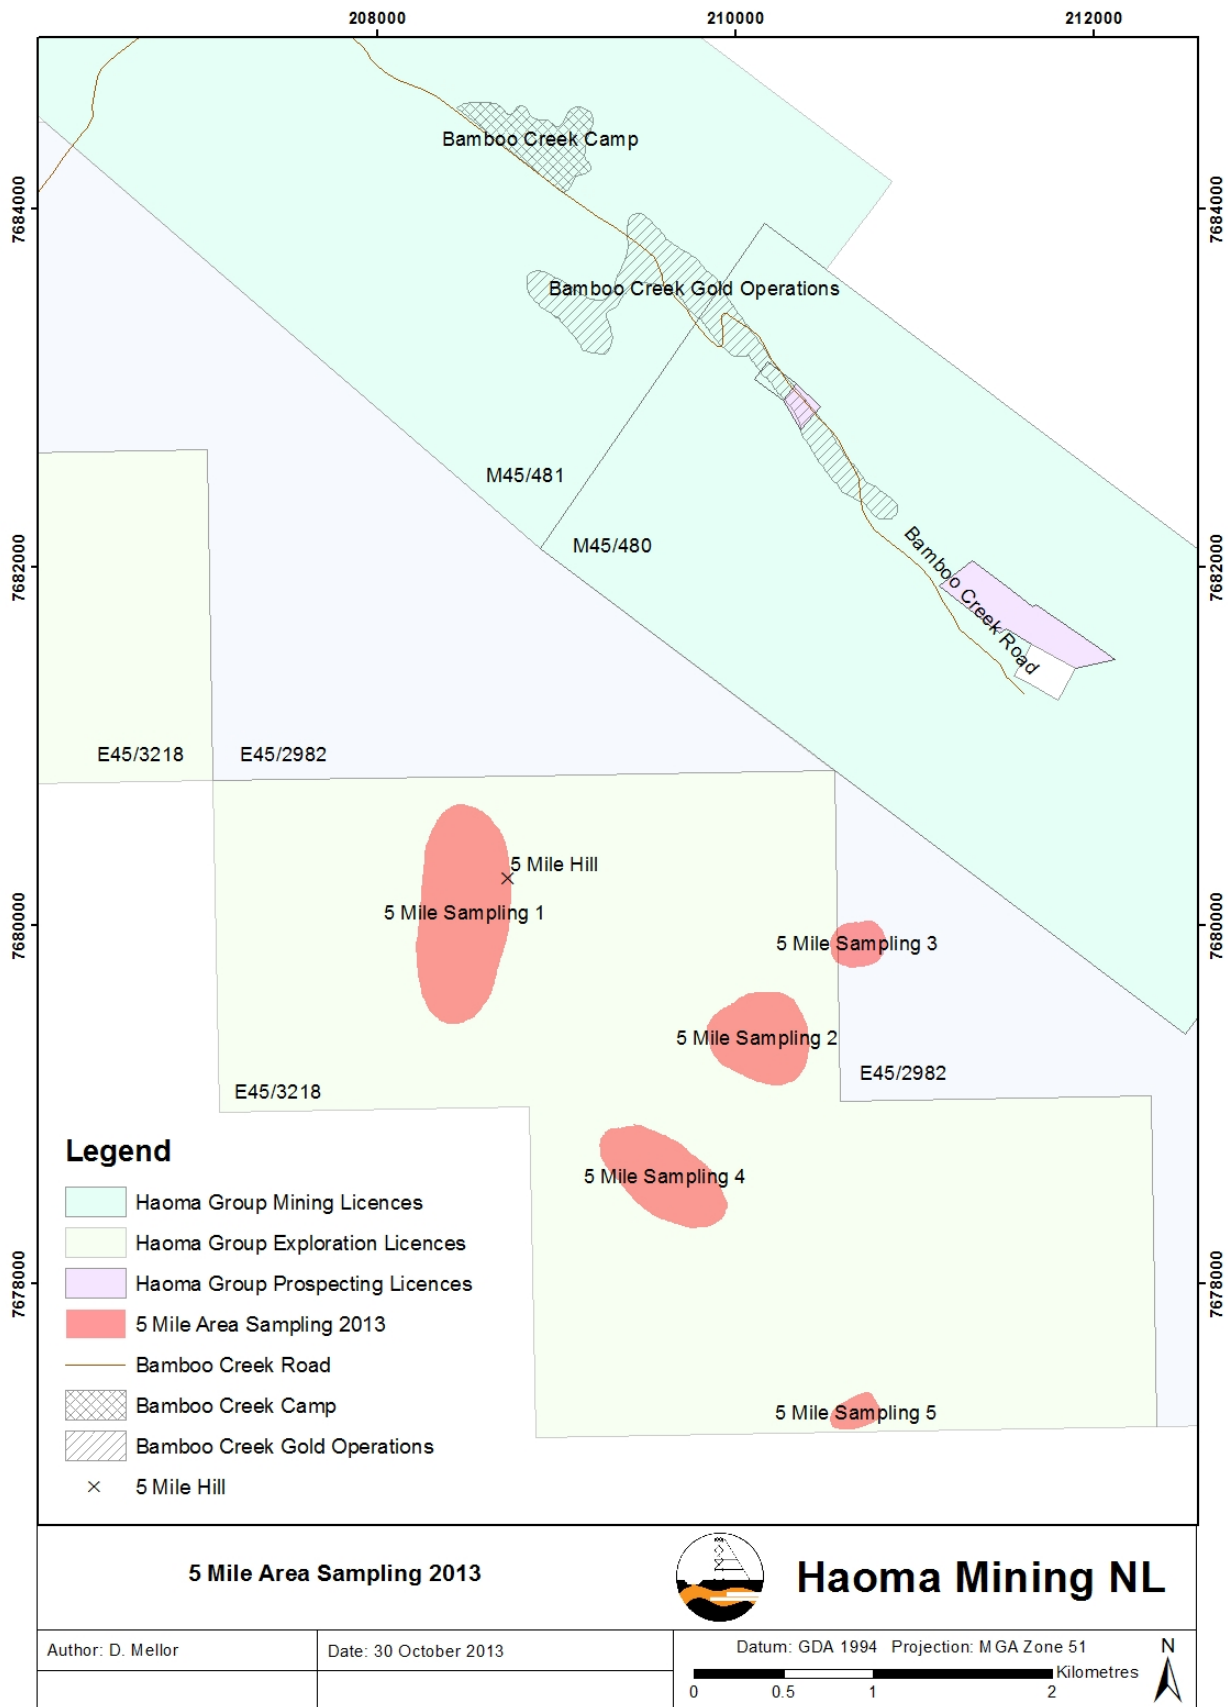 208000
210000
212000
7684000
7684000
Bamboo Creek Camp
Bamboo Creek Gold Operations
M45/481
M45/480
Bamboo Creek Road
7682000
7682000
E45/3218
E45/2982
5 Mile Hill
5 Mile Sampling 1
7680000
7680000
5 Mile Sampling 3
5 Mile Sampling 2
E45/2982
E45/3218
5 Mile Sampling 4
7678000
7678000
5 Mile Sampling 5
Legend
Haoma Group Mining Licences
Haoma Group Exploration Licences
Haoma Group Prospecting Licences
5 Mile Area Sampling 2013
Bamboo Creek Road
Bamboo Creek Camp
Bamboo Creek Gold Operations
5 Mile Hill
5 Mile Area Sampling 2013
Haoma Mining NL
Author: D. Mellor
Date: 30 October 2013
Datum: GDA 1994 Projection: MGA Zone 51
N
Kilometres
0 0.5 1 2